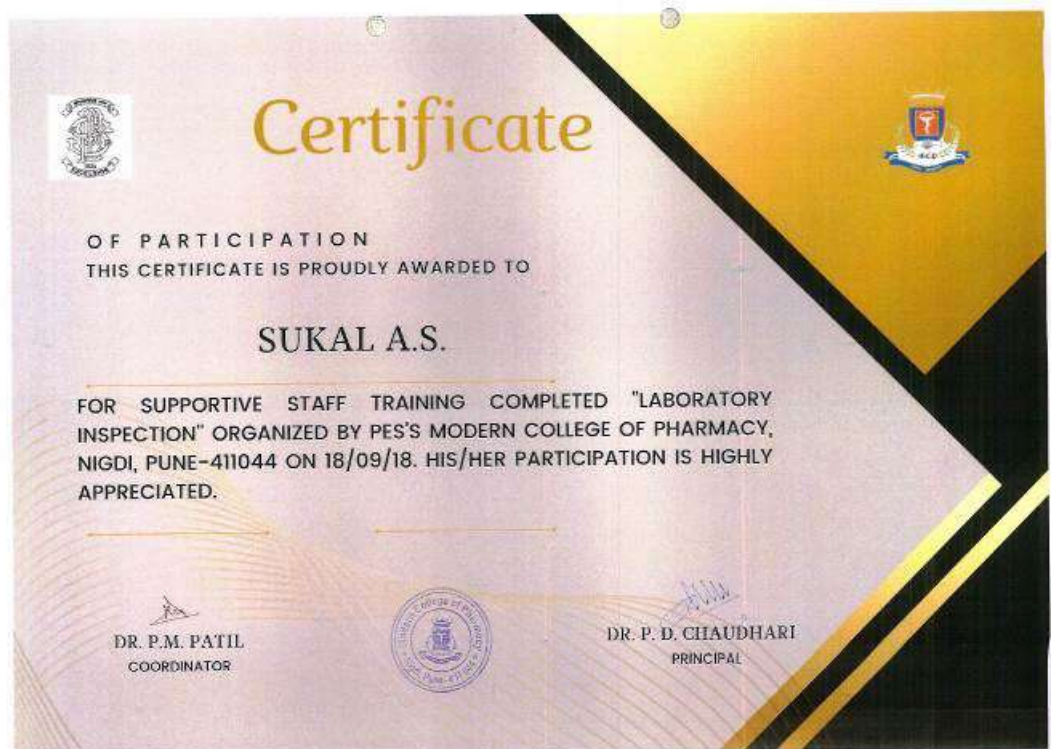 Certificate
OF PARTICIPATION
THIS CERTIFICATE IS PROUDLY AWARDED TO
SUKAL A.S.
FOR SUPPORTIVE STAFF TRAINING COMPLETED "LABORATORY
INSPECTION" ORGANIZED BY PES'S MODERN COLLEGE OF PHARMACY,
NIGDI, PUNE-411044 ON 18/09/18. HIS/HER PARTICIPATION IS HIGHLY
APPRECIATED.
DR. P.M. PATIL
COORDINATOR
College of
DR. P. D. CHAUDHARI
PRINCIPAL